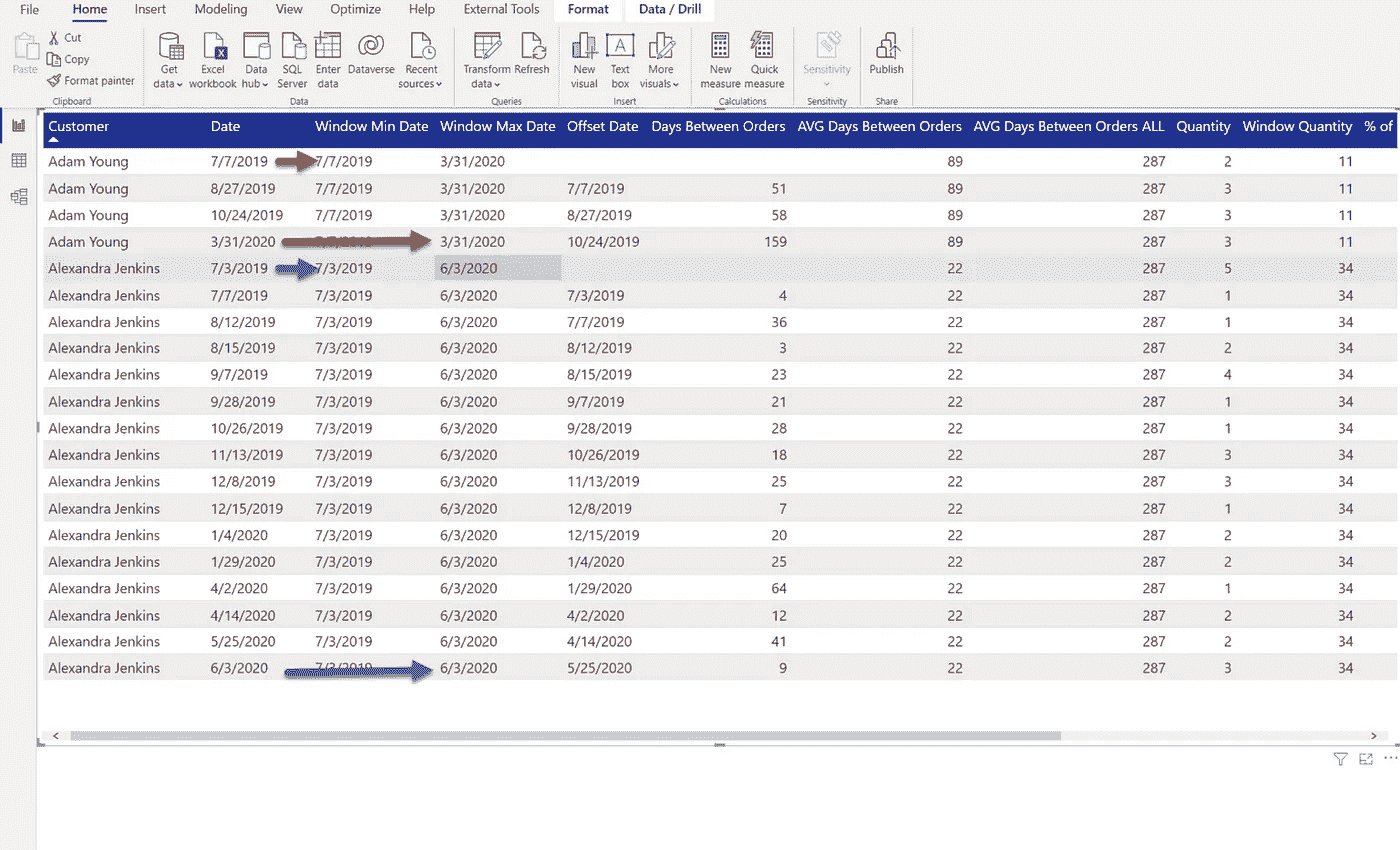 File Home Insert Modeling View Optimize Help External Tools Format Data / Drill
Paste Cut
Copy
Format painter
Clipboard
Get data Excel workbook Data hub SQL Server Enter data Dataverse Recent sources
Data
Transform data Refresh
Queries
New visual Text box More visuals
Insert
New measure Quick measure
Calculations
Sensitivity
Sensitivity
Publish
Share
Customer Date Window Min Date Window Max Date Offset Date Days Between Orders AVG Days Between Orders AVG Days Between Orders ALL Quantity Window Quantity % of
Adam Young 7/7/2019 7/7/2019 3/31/2020 89 287 2 11
Adam Young 8/27/2019 7/7/2019 3/31/2020 7/7/2019 51 89 287 3 11
Adam Young 10/24/2019 7/7/2019 3/31/2020 8/27/2019 58 89 287 3 11
Adam Young 3/31/2020 3/31/2020 10/24/2019 159 89 287 3 11
Alexandra Jenkins 7/3/2019 7/3/2019 6/3/2020 22 287 5 34
Alexandra Jenkins 7/7/2019 7/3/2019 6/3/2020 7/3/2019 4 22 287 1 34
Alexandra Jenkins 8/12/2019 7/3/2019 6/3/2020 7/7/2019 36 22 287 1 34
Alexandra Jenkins 8/15/2019 7/3/2019 6/3/2020 8/12/2019 3 22 287 2 34
Alexandra Jenkins 9/7/2019 7/3/2019 6/3/2020 8/15/2019 23 22 287 4 34
Alexandra Jenkins 9/28/2019 7/3/2019 6/3/2020 9/7/2019 21 22 287 1 34
Alexandra Jenkins 10/26/2019 7/3/2019 6/3/2020 9/28/2019 28 22 287 1 34
Alexandra Jenkins 11/13/2019 7/3/2019 6/3/2020 10/26/2019 18 22 287 3 34
Alexandra Jenkins 12/8/2019 7/3/2019 6/3/2020 11/13/2019 25 22 287 3 34
Alexandra Jenkins 12/15/2019 7/3/2019 6/3/2020 12/8/2019 7 22 287 1 34
Alexandra Jenkins 1/4/2020 7/3/2019 6/3/2020 12/15/2019 20 22 287 2 34
Alexandra Jenkins 1/29/2020 7/3/2019 6/3/2020 1/4/2020 25 22 287 2 34
Alexandra Jenkins 4/2/2020 7/3/2019 6/3/2020 1/29/2020 64 22 287 1 34
Alexandra Jenkins 4/14/2020 7/3/2019 6/3/2020 4/2/2020 12 22 287 2 34
Alexandra Jenkins 5/25/2020 7/3/2019 6/3/2020 4/14/2020 41 22 287 2 34
Alexandra Jenkins 6/3/2020 7/3/2019 6/3/2020 5/25/2020 9 22 287 3 34